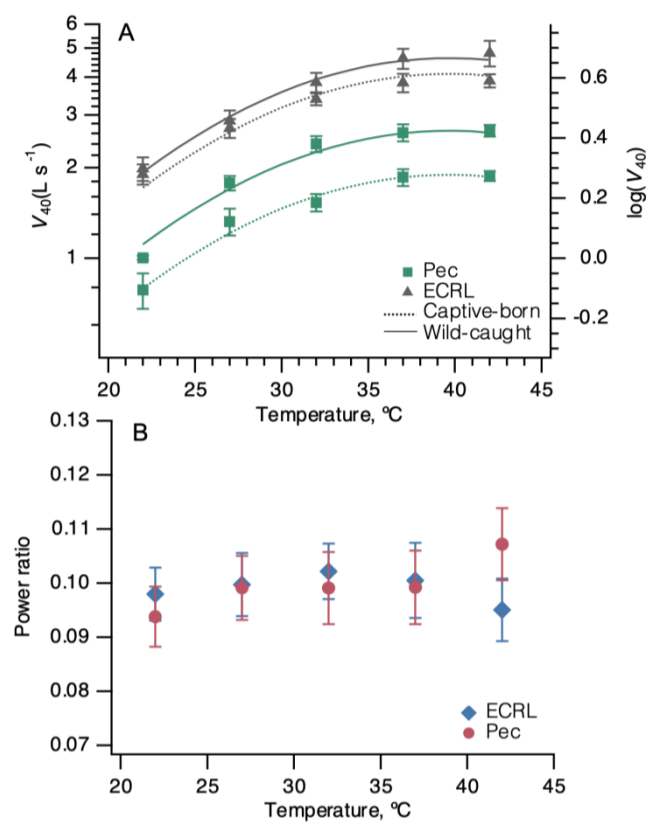 A
6
5
4
3
2
1
V40(L s-1)
0.6
0.4
0.2
0.0
-0.2
log(V40)
Pec
ECRL
Captive-born
Wild-caught
20 25 30 35 40 45
Temperature, ºC
B
0.13
0.12
0.11
0.10
0.09
0.08
0.07
Power ratio
ECRL
Pec
20 25 30 35 40 45
Temperature, ºC